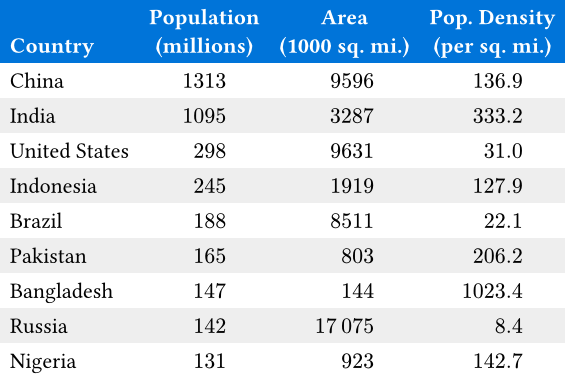 Country Population (millions) Area (1000 sq. mi.) Pop. Density (per sq. mi.)
China 1313 9596 136.9
India 1095 3287 333.2
United States 298 9631 31.0
Indonesia 245 1919 127.9
Brazil 188 8511 22.1
Pakistan 165 803 206.2
Bangladesh 147 144 1023.4
Russia 142 17 075 8.4
Nigeria 131 923 142.7